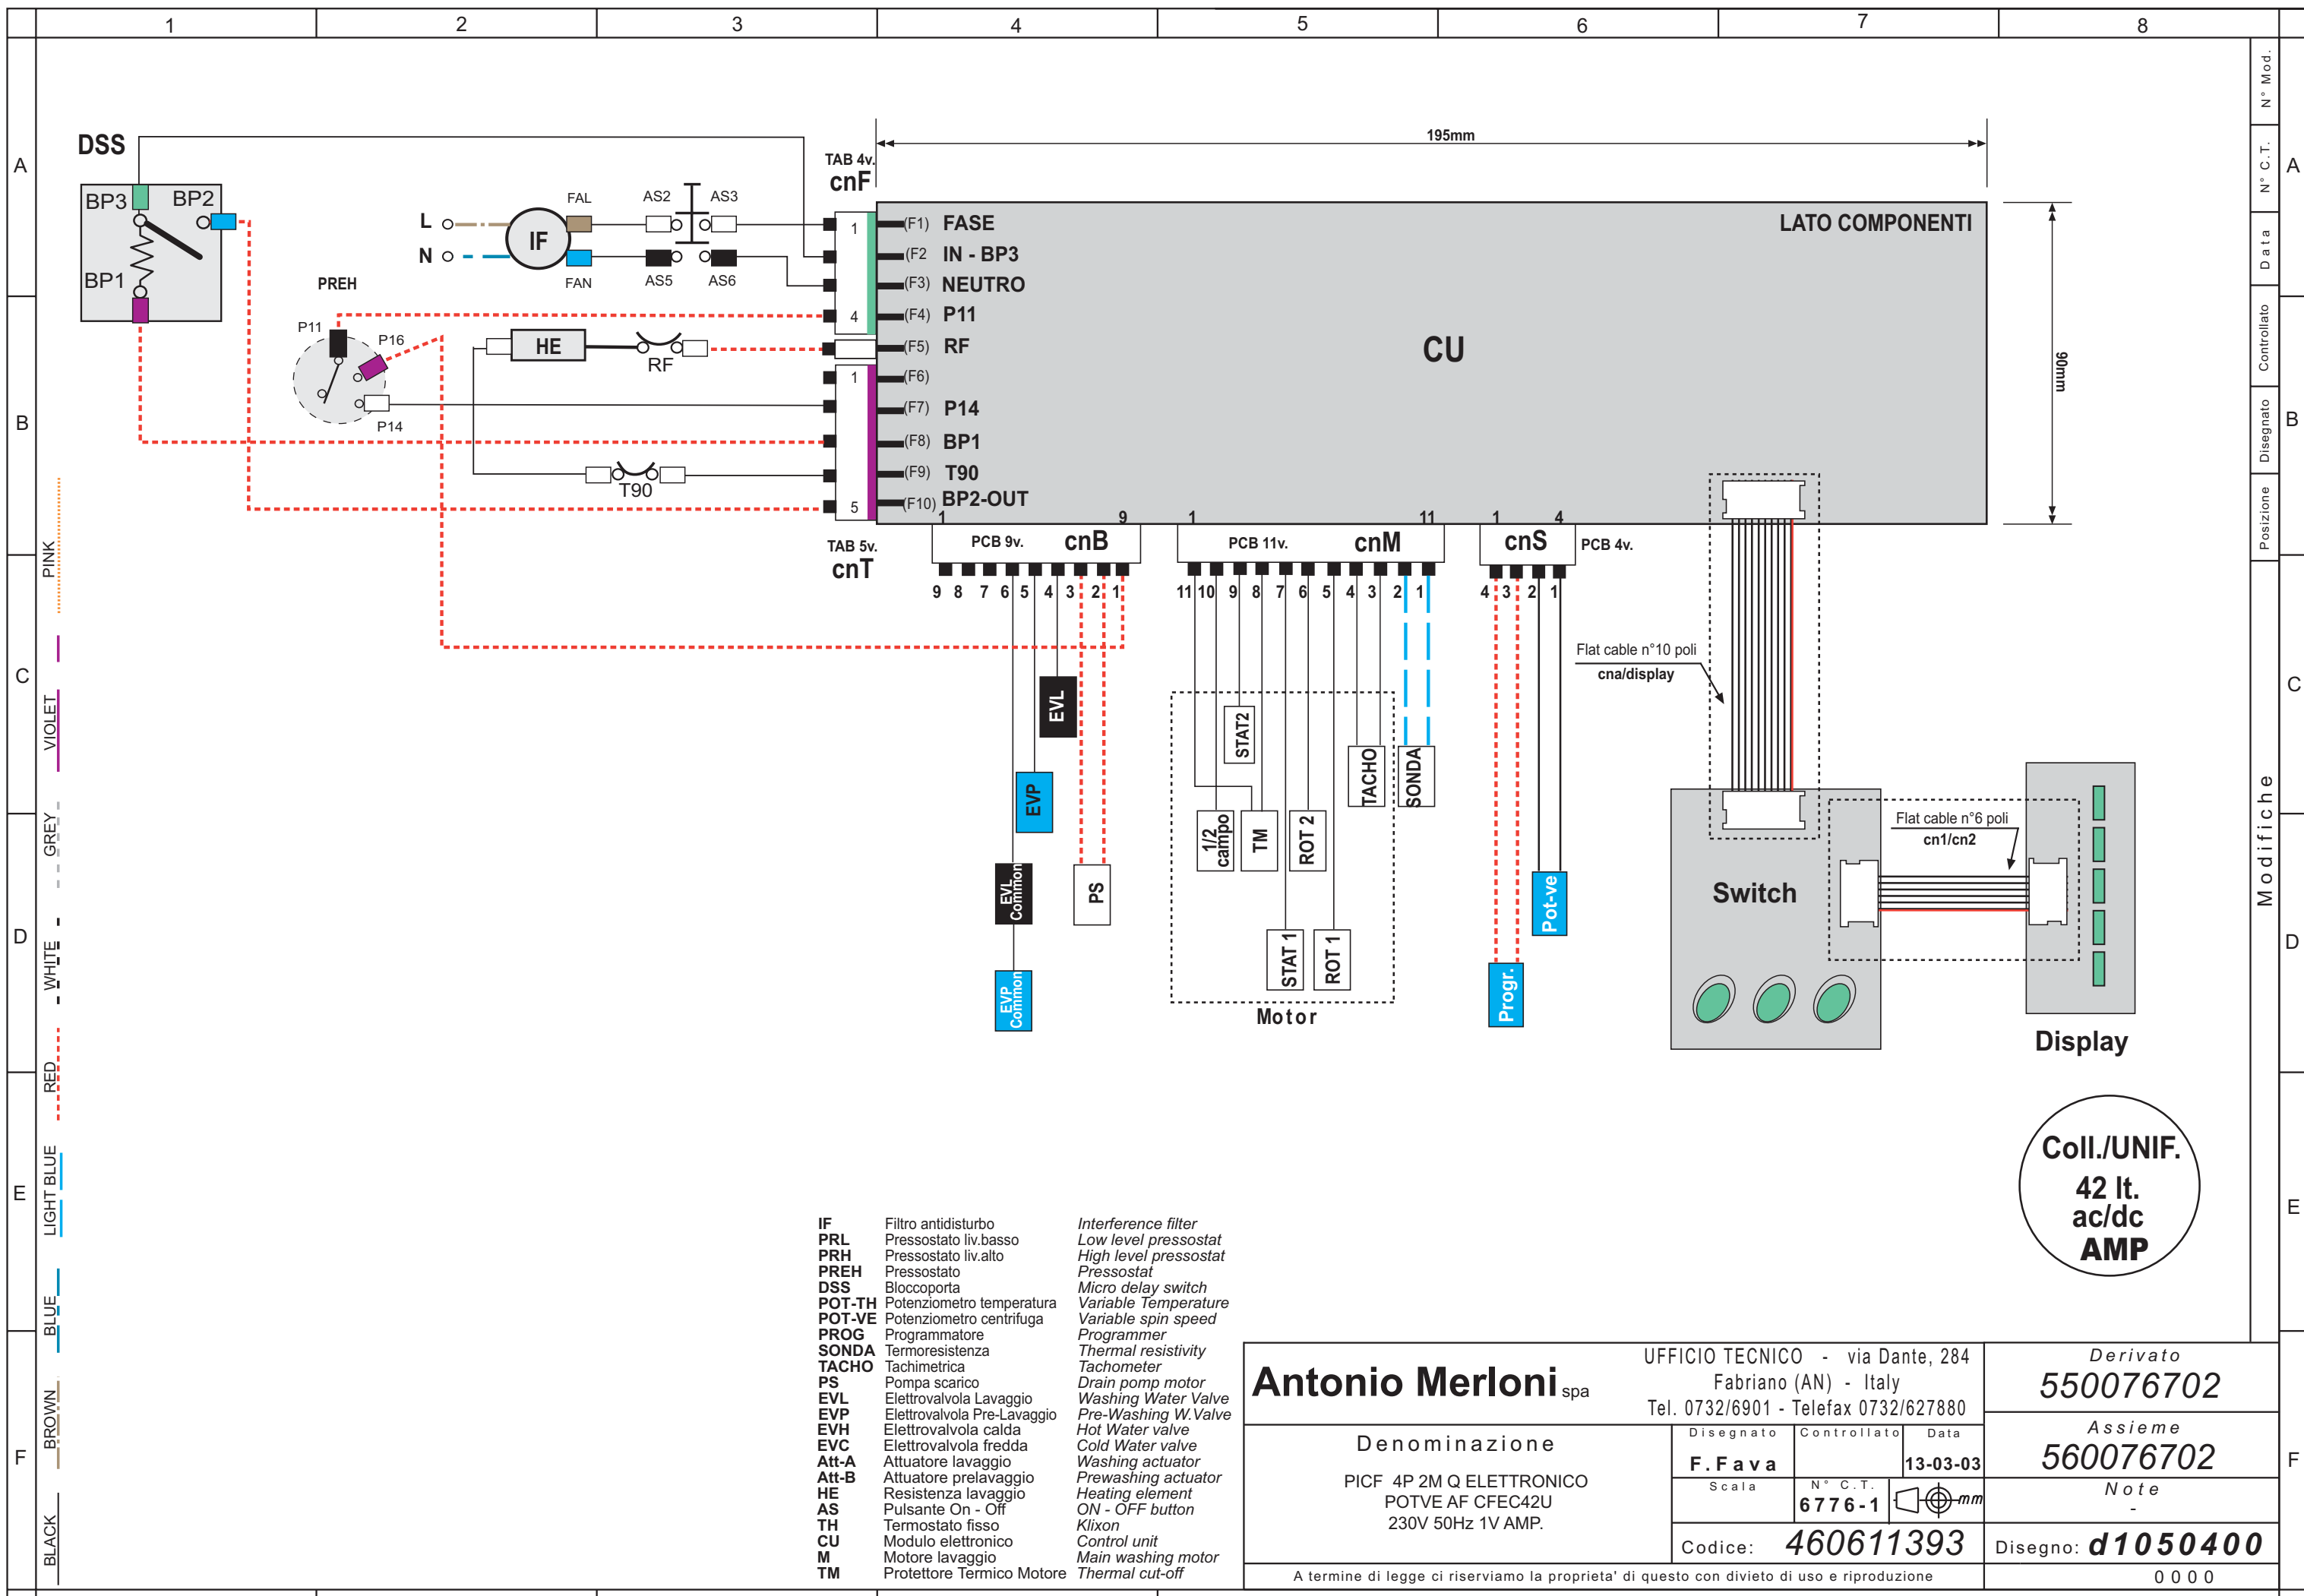 1 2 3 4 5 6 7 8
A
B
C
D
E
F
A
B
C
D
E
F
N° Mod.
N° C.T.
Data
Controllato
Disegnato
Posizione
Modifiche
PINK
VIOLET
GREY
WHITE
RED
LIGHT BLUE
BLUE
BROWN
BLACK
DSS
BP3
BP2
BP1
PREH
P11
P16
P14
L
N
IF
FAL
FAN
AS2
AS3
AS5
AS6
HE
RF
T90
TAB 4v.
cnF
1
4
1
5
TAB 5v.
cnT
195mm
90mm
LATO COMPONENTI
CU
(F1) FASE
(F2 IN - BP3
(F3) NEUTRO
(F4) P11
(F5) RF
(F6)
(F7) P14
(F8) BP1
(F9) T90
(F10) BP2-OUT
1 9
PCB 9v. cnB
9 8 7 6 5 4 3 2 1
1 11
PCB 11v. cnM
11 10 9 8 7 6 5 4 3 2 1
1 4
cnS PCB 4v.
4 3 2 1
EVL
EVP
EVL Common
EVP Common
PS
STAT2
1/2 campo
TM
ROT 2
STAT 1
ROT 1
TACHO
SONDA
Motor
Pot-ve
Progr.
Flat cable n°10 poli
cna/display
Flat cable n°6 poli
cn1/cn2
Switch
Display
Coll./UNIF.
42 lt.
ac/dc
AMP
IF Filtro antidisturbo Interference filter
PRL Pressostato liv.basso Low level pressostat
PRH Pressostato liv.alto High level pressostat
PREH Pressostato Pressostat
DSS Bloccoporta Micro delay switch
POT-TH Potenziometro temperatura Variable Temperature
POT-VE Potenziometro centrifuga Variable spin speed
PROG Programmatore Programmer
SONDA Termoresistenza Thermal resistivity
TACHO Tachimetrica Tachometer
PS Pompa scarico Drain pomp motor
EVL Elettrovalvola Lavaggio Washing Water Valve
EVP Elettrovalvola Pre-Lavaggio Pre-Washing W.Valve
EVH Elettrovalvola calda Hot Water valve
EVC Elettrovalvola fredda Cold Water valve
Att-A Attuatore lavaggio Washing actuator
Att-B Attuatore prelavaggio Prewashing actuator
HE Resistenza lavaggio Heating element
AS Pulsante On - Off ON - OFF button
TH Termostato fisso Klixon
CU Modulo elettronico Control unit
M Motore lavaggio Main washing motor
TM Protettore Termico Motore Thermal cut-off
Antonio Merloni spa
UFFICIO TECNICO - via Dante, 284
Fabriano (AN) - Italy
Tel. 0732/6901 - Telefax 0732/627880
Derivato
550076702
Assieme
560076702
Note
-
Denominazione
PICF 4P 2M Q ELETTRONICO
POTVE AF CFEC42U
230V 50Hz 1V AMP.
Disegnato Controllato Data
F.Fava 13-03-03
Scala N° C.T.
6776-1 mm
Codice: 460611393
Disegno: d1050400
A termine di legge ci riserviamo la proprieta' di questo con divieto di uso e riproduzione
0000